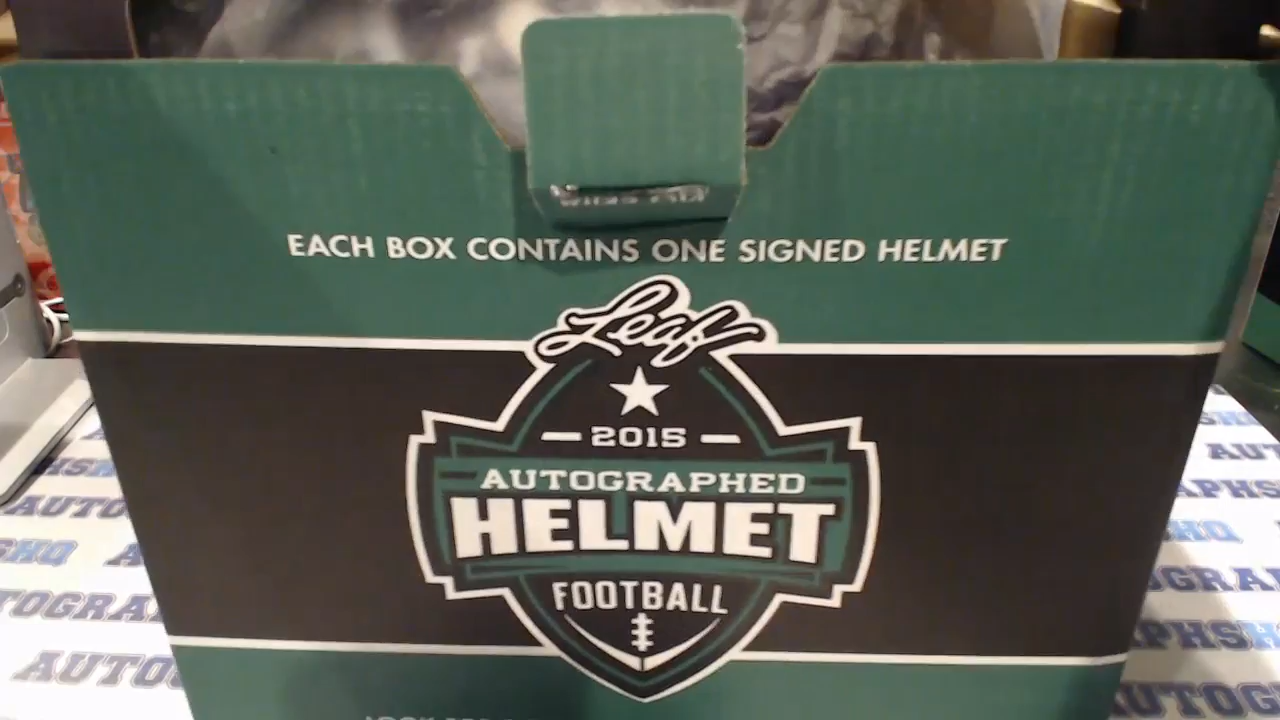 EACH BOX CONTAINS ONE SIGNED HELMET
Leaf
2015
AUTOGRAPHED
HELMET
FOOTBALL